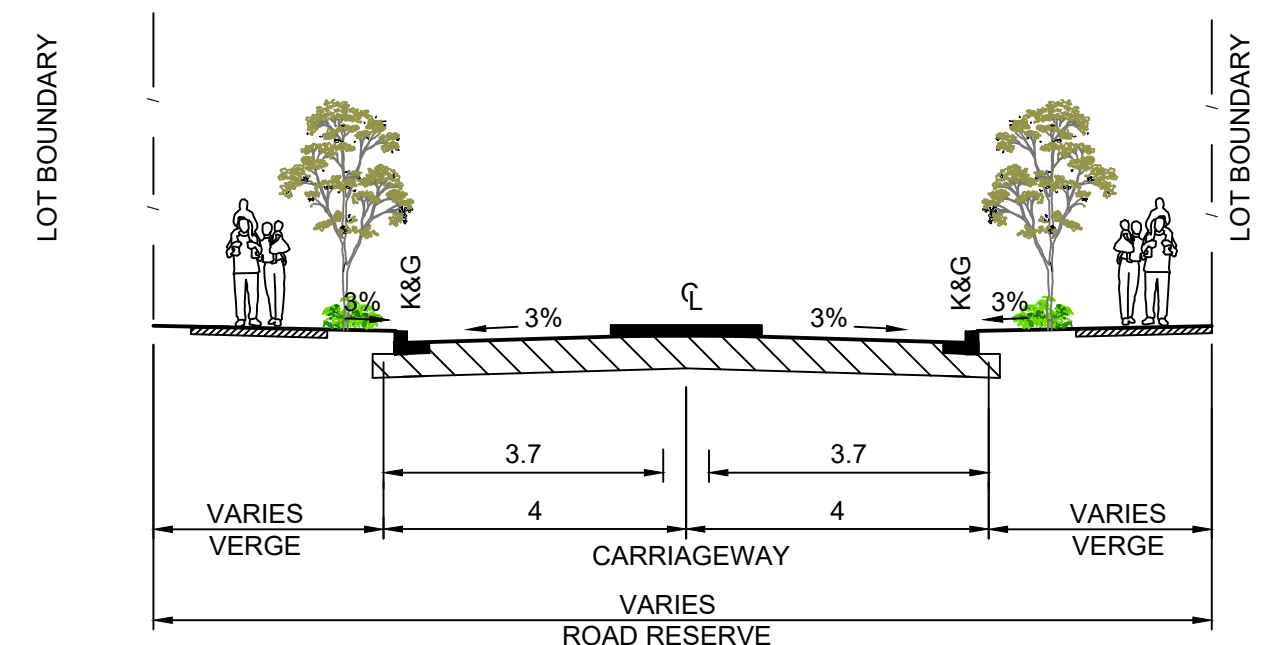 LOT BOUNDARY
LOT BOUNDARY
K&G
K&G
℄
3%
3%
3%
3%
3.7
3.7
VARIES
4
4
VARIES
VERGE
CARRIAGEWAY
VERGE
VARIES
ROAD RESERVE